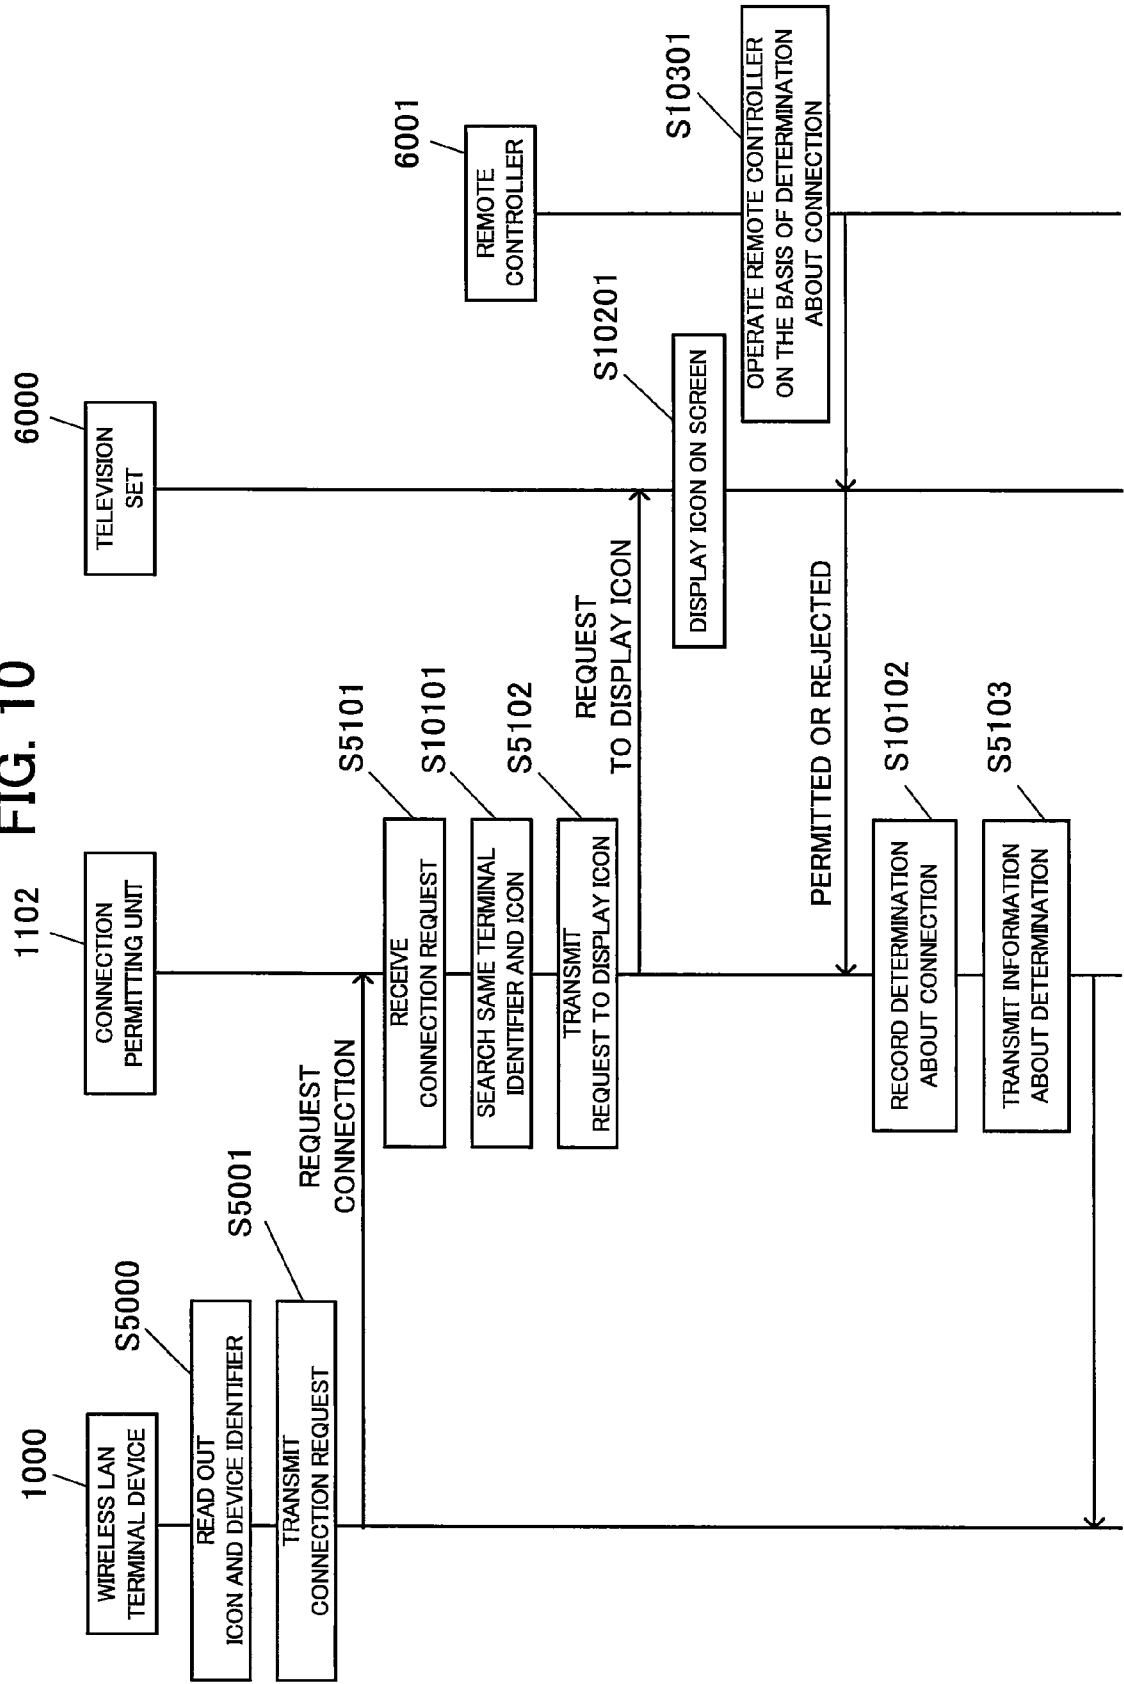 FIG. 10
1000
WIRELESS LAN
TERMINAL DEVICE
S5000
READ OUT
ICON AND DEVICE IDENTIFIER
S5001
TRANSMIT
CONNECTION REQUEST
REQUEST
CONNECTION
1102
CONNECTION
PERMITTING UNIT
S5101
RECEIVE
CONNECTION REQUEST
S10101
SEARCH SAME TERMINAL
IDENTIFIER AND ICON
S5102
TRANSMIT
REQUEST TO DISPLAY ICON
REQUEST
TO DISPLAY ICON
6000
TELEVISION
SET
S10201
DISPLAY ICON ON SCREEN
6001
REMOTE
CONTROLLER
S10301
OPERATE REMOTE CONTROLLER
ON THE BASIS OF DETERMINATION
ABOUT CONNECTION
PERMITTED OR REJECTED
S10102
RECORD DETERMINATION
ABOUT CONNECTION
S5103
TRANSMIT INFORMATION
ABOUT DETERMINATION